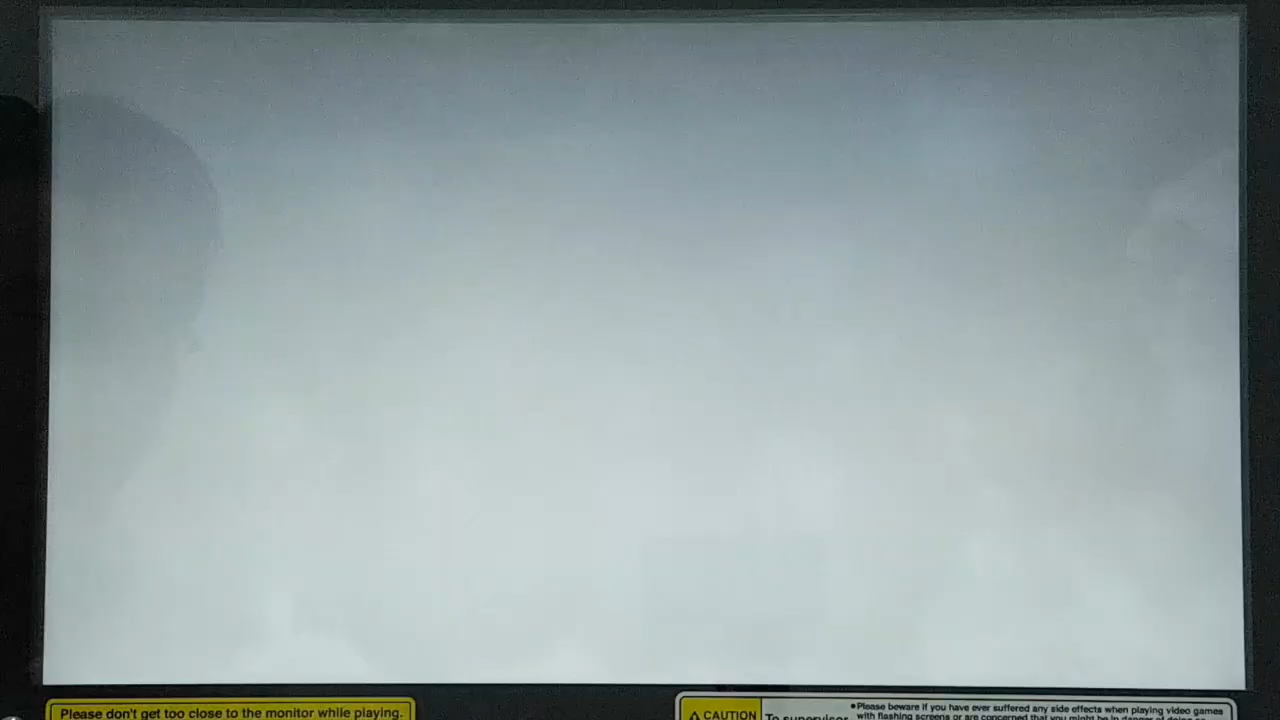 Please don't get too close to the monitor while playing.
⚠ CAUTION
To supervisor
•Please beware if you have ever suffered any side effects when playing video games
with flashing screens or are concerned that you might be in danger of doing so